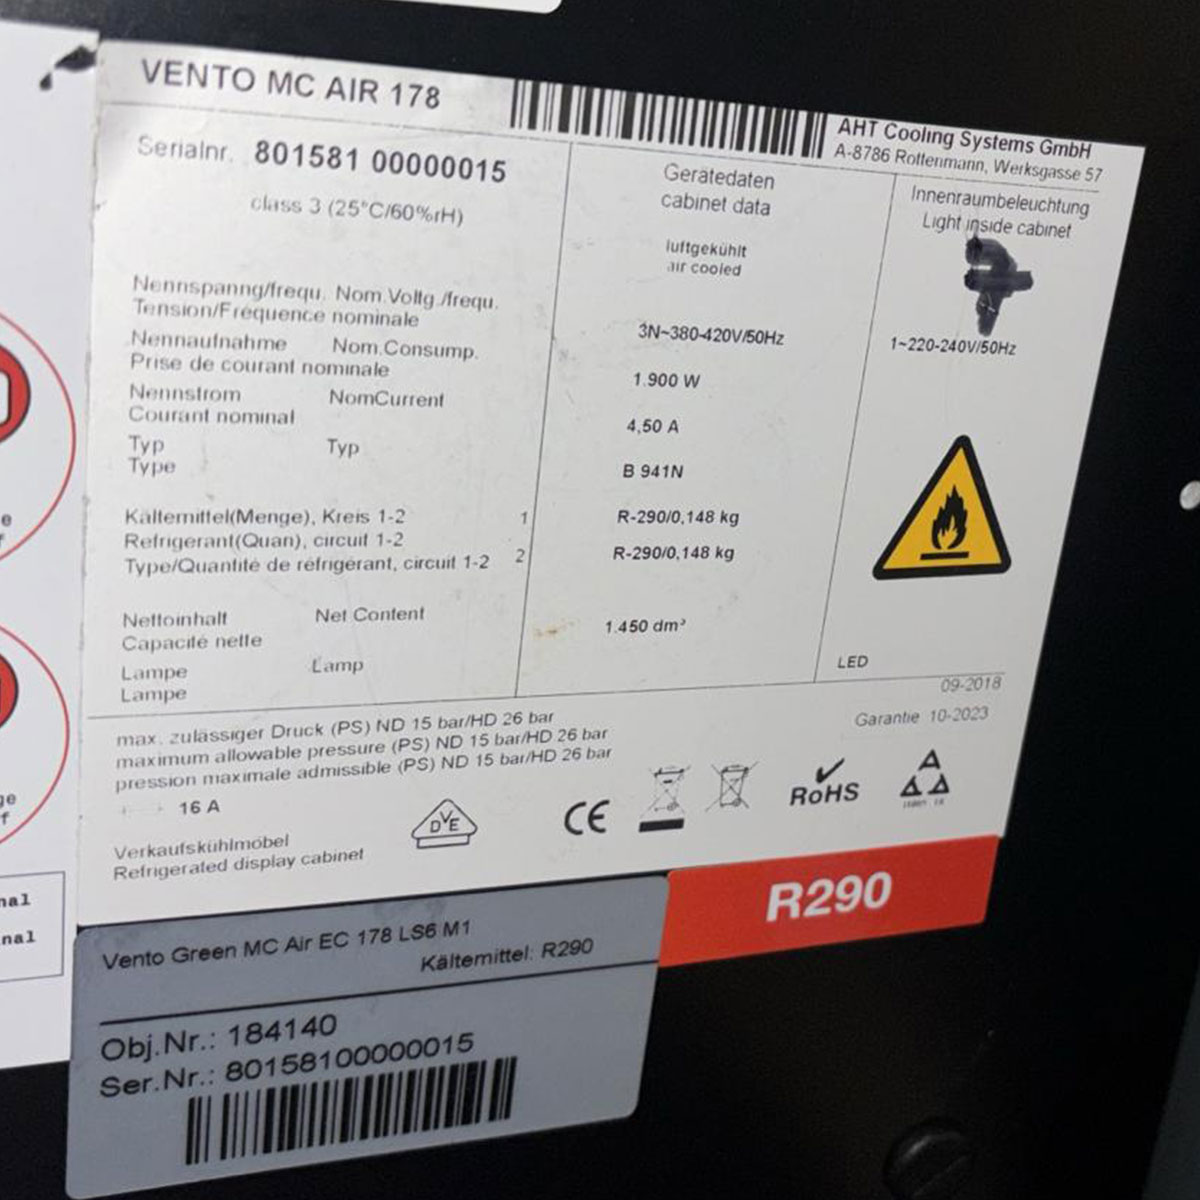 VENTO MC AIR 178
AHT Cooling Systems GmbH
A-8786 Rottenmann, Werksgasse 57
Serialnr. 801581 00000015
class 3 (25°C/60%rH)
Gerätedaten
cabinet data
Innenraumbeleuchtung
Light inside cabinet
luftgekühlt
air cooled
Nennspanng/frequ. Nom.Voltg./frequ.
Tension/Fréquence nominale
3N~380-420V/50Hz
1~220-240V/50Hz
Nennaufnahme Nom.Consump.
Prise de courant nominale
1.900 W
Nennstrom NomCurrent
Courant nominal
4,50 A
Typ Typ
Type
B 941N
Kältemittel(Menge), Kreis 1-2 1 R-290/0,148 kg
Refrigerant(Quan), circuit 1-2
Type/Quantité de réfrigérant, circuit 1-2 2 R-290/0,148 kg
Nettoinhalt Net Content
Capacité nette
1.450 dm³
Lampe Lamp
Lampe
LED
09-2018
Garantie 10-2023
max. zulässiger Druck (PS) ND 15 bar/HD 26 bar
maximum allowable pressure (PS) ND 15 bar/HD 26 bar
pression maximale admissible (PS) ND 15 bar/HD 26 bar
16 A
DVE
CE
RoHS
Verkaufskühlmöbel
Refrigerated display cabinet
R290
Vento Green MC Air EC 178 LS6 M1
Kältemittel: R290
Obj.Nr.: 184140
Ser.Nr.: 80158100000015